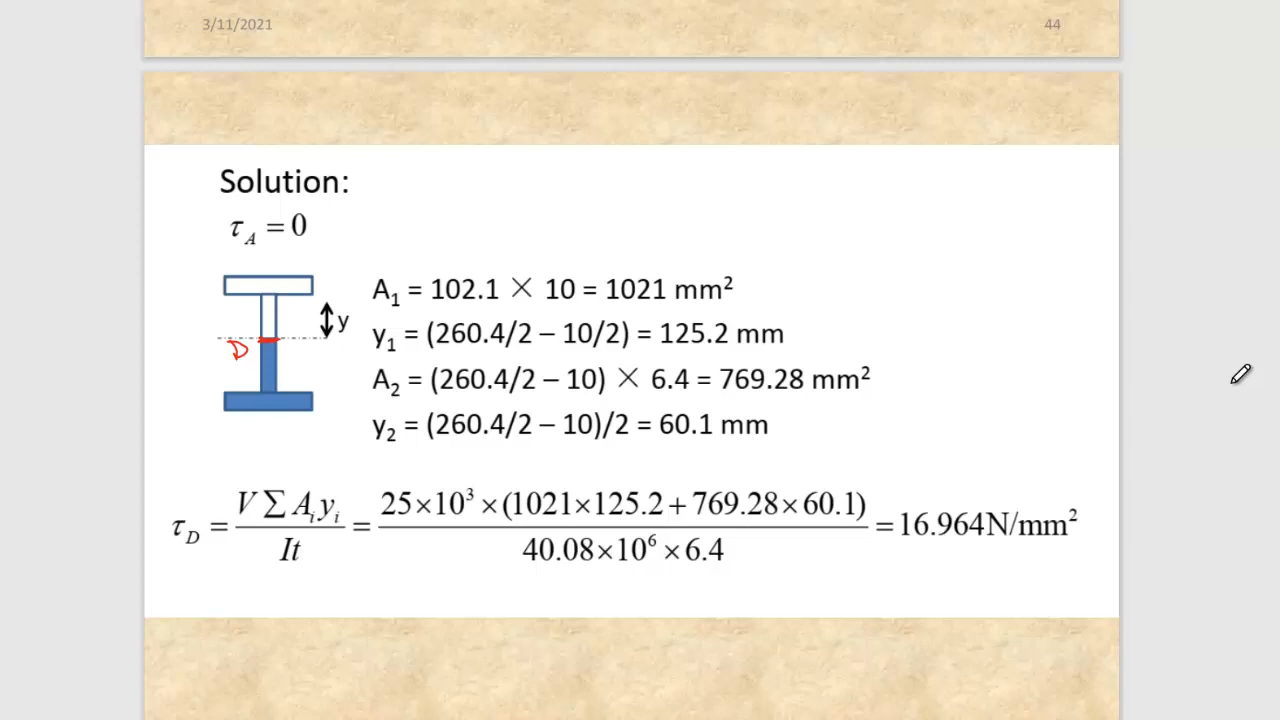 3/11/2021 44
Solution:
τ_A = 0
A₁ = 102.1 × 10 = 1021 mm²
y
y₁ = (260.4/2 – 10/2) = 125.2 mm
D
A₂ = (260.4/2 – 10) × 6.4 = 769.28 mm²
y₂ = (260.4/2 – 10)/2 = 60.1 mm
τ_D = V ∑ A_i y_i / It = 25×10³ ×(1021×125.2+769.28×60.1) / 40.08×10⁶ ×6.4 = 16.964N/mm²